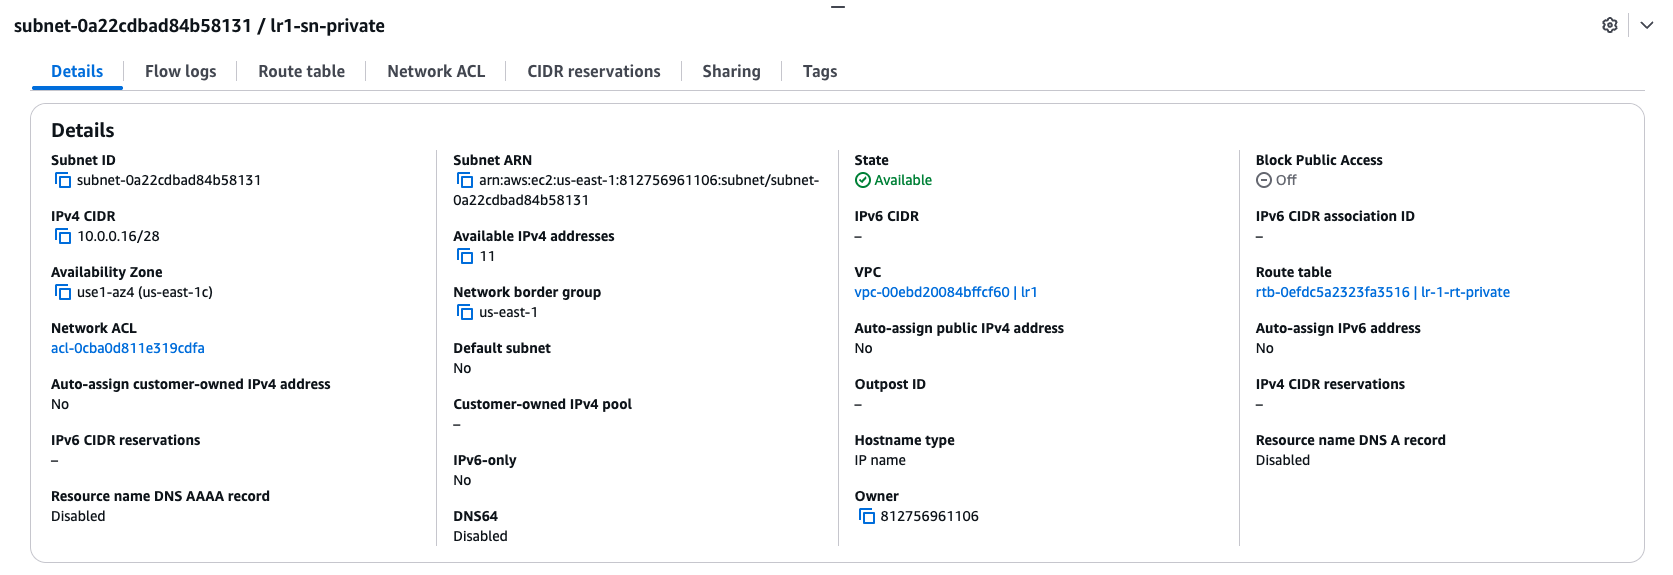 subnet-0a22cdbad84b58131 / lr1-sn-private
Details
Flow logs
Route table
Network ACL
CIDR reservations
Sharing
Tags
Details
Subnet ID
subnet-0a22cdbad84b58131
IPv4 CIDR
10.0.0.16/28
Availability Zone
use1-az4 (us-east-1c)
Network ACL
acl-0cba0d811e319cdfa
Auto-assign customer-owned IPv4 address
No
IPv6 CIDR reservations
–
Resource name DNS AAAA record
Disabled
Subnet ARN
arn:aws:ec2:us-east-1:812756961106:subnet/subnet-
0a22cdbad84b58131
Available IPv4 addresses
11
Network border group
us-east-1
Default subnet
No
Customer-owned IPv4 pool
–
IPv6-only
No
DNS64
Disabled
State
Available
IPv6 CIDR
–
VPC
vpc-00ebd20084bffcf60 | lr1
Auto-assign public IPv4 address
No
Outpost ID
–
Hostname type
IP name
Owner
812756961106
Block Public Access
Off
IPv6 CIDR association ID
–
Route table
rtb-0efdc5a2323fa3516 | lr-1-rt-private
Auto-assign IPv6 address
No
IPv4 CIDR reservations
–
Resource name DNS A record
Disabled